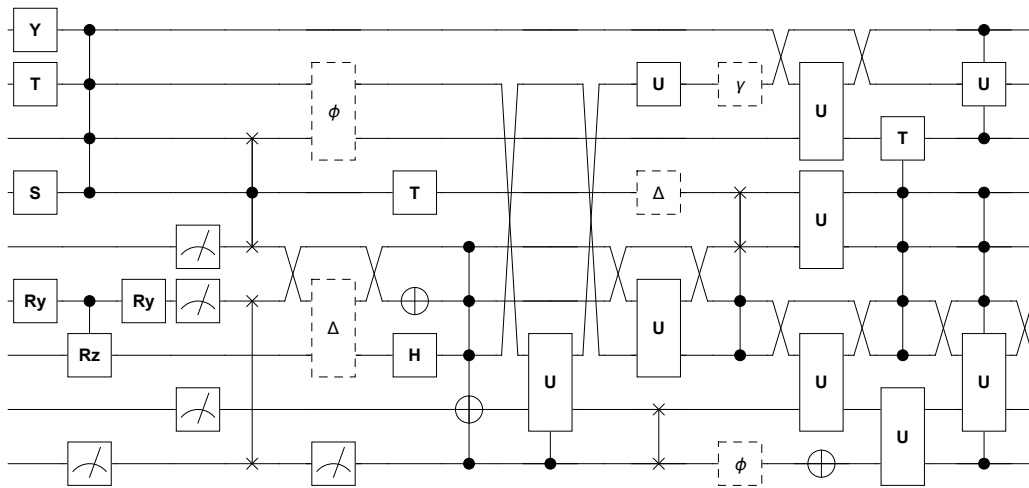 Y
T ϕ U γ U U
T
S T Δ U
Ry Ry Δ U
Rz H U U U
U
ϕ